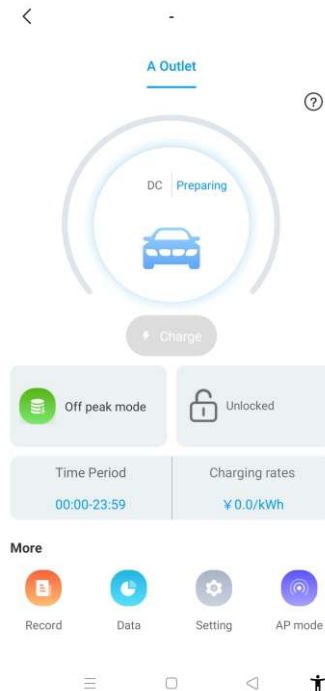 -
A Outlet
?
DC Preparing
Charge
Off peak mode
Unlocked
Time Period
Charging rates
00:00-23:59
¥0.0/kWh
More
Record
Data
Setting
AP mode